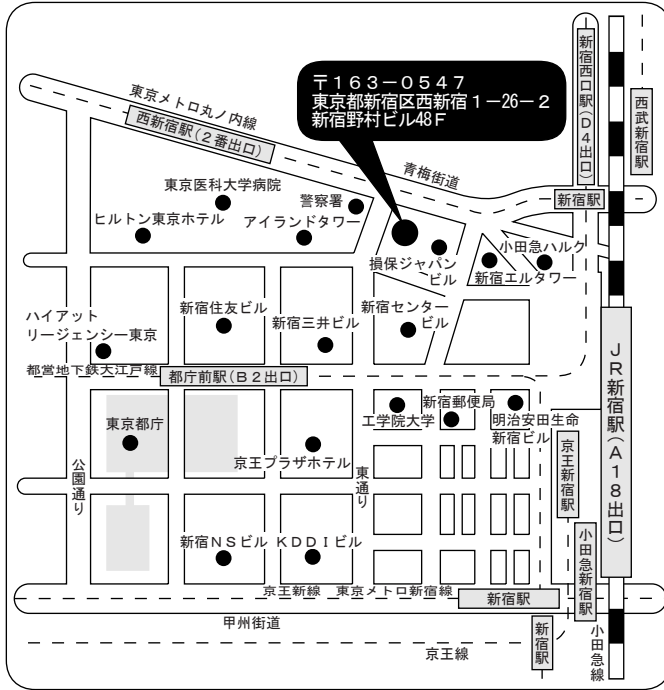 〒163－0547
東京都新宿区西新宿1－26－2
新宿野村ビル48F
東京メトロ丸ノ内線
西新宿駅（2番出口）
青梅街道
新宿西口駅（D4出口）
西武新宿駅
新宿駅
東京医科大学病院
警察署
ヒルトン東京ホテル
アイランドタワー
損保ジャパン
ビル
小田急ハルク
新宿エルタワー
ハイアット
リージェンシー東京
新宿住友ビル
新宿三井ビル
新宿センター
ビル
都営地下鉄大江戸線
都庁前駅（B2出口）
JR新宿駅（A18出口）
東京都庁
京王プラザホテル
工学院大学
新宿郵便局
明治安田生命
新宿ビル
京王新宿駅
公園通り
東通り
新宿NSビル
KDDIビル
小田急新宿駅
京王新線
東京メトロ新宿線
新宿駅
甲州街道
京王線
新宿駅
小田急線